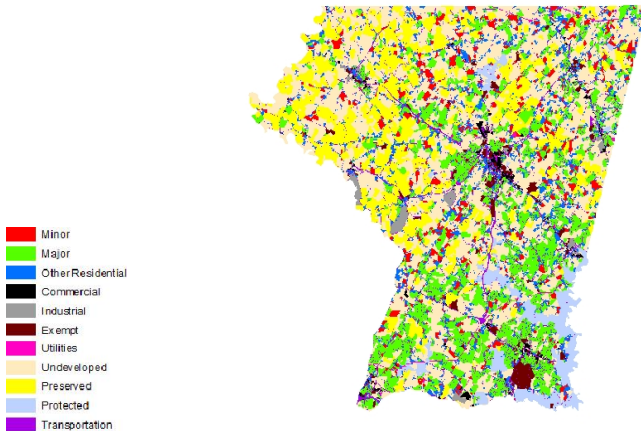 Minor
Major
Other Residential
Commercial
Industrial
Exempt
Utilities
Undeveloped
Preserved
Protected
Transportation